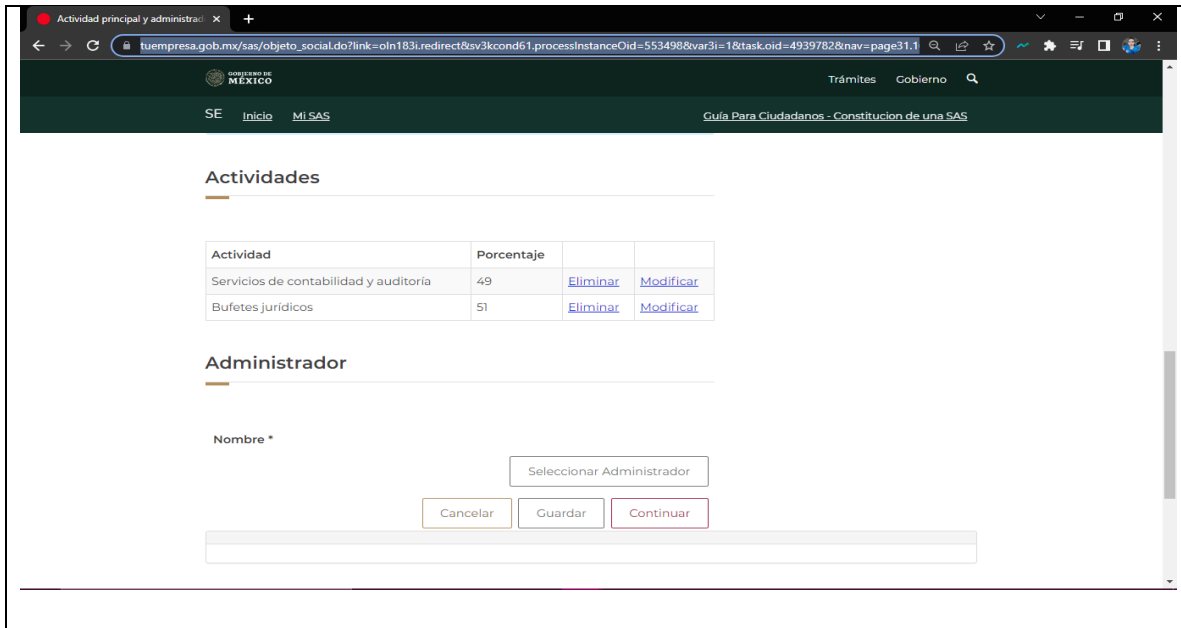 Actividad principal y administrad
tuempresa.gob.mx/sas/objeto_social.do?link=oln183i.redirect&sv3kcond61.processInstanceOid=553498&var3i=1&task.oid=4939782&nav=page31.1
GOBIERNO DE MÉXICO
Trámites Gobierno
SE Inicio Mi SAS Guía Para Ciudadanos - Constitucion de una SAS
Actividades
Actividad Porcentaje
Servicios de contabilidad y auditoría 49 Eliminar Modificar
Bufetes jurídicos 51 Eliminar Modificar
Administrador
Nombre *
Seleccionar Administrador
Cancelar Guardar Continuar